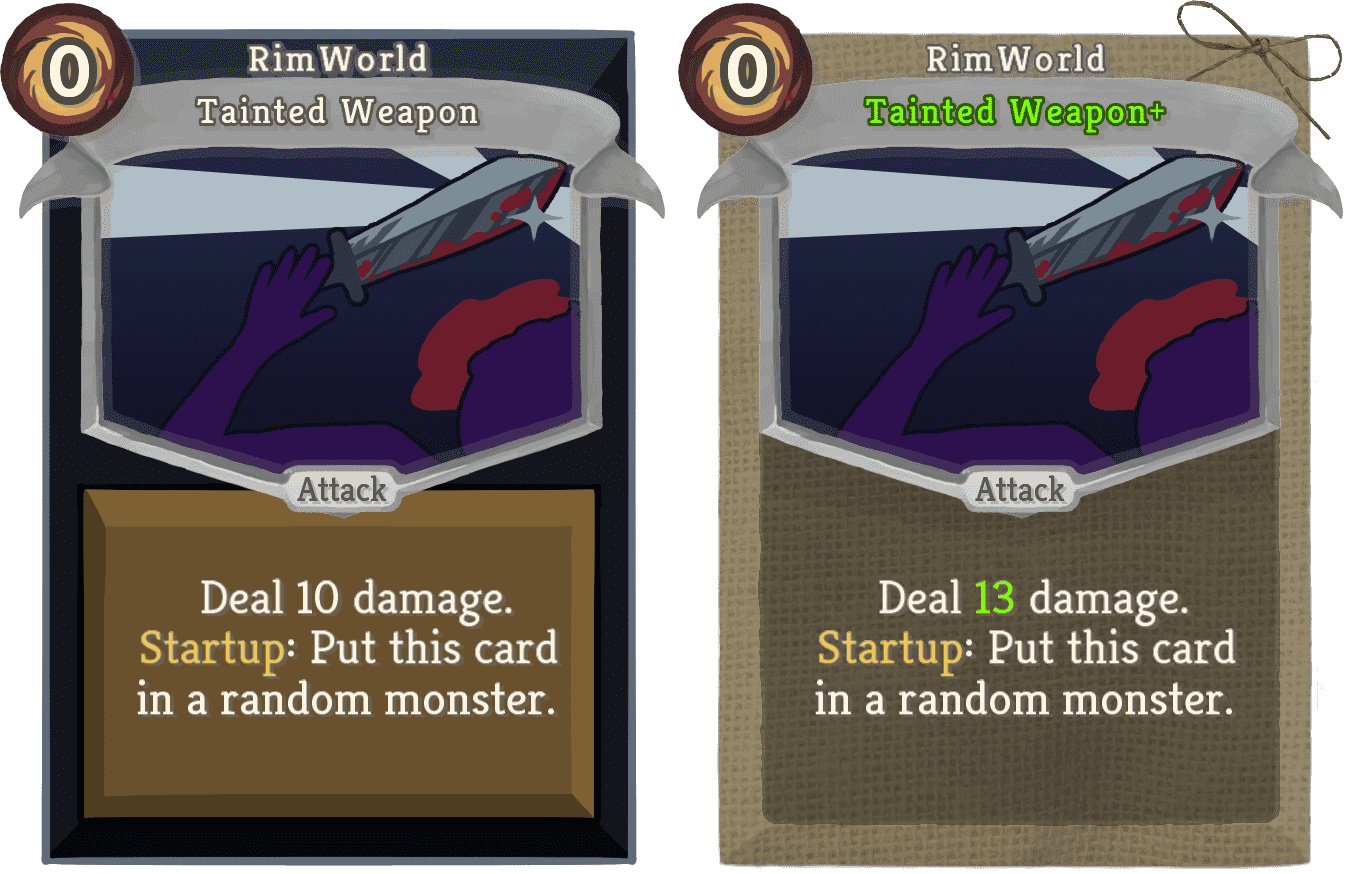 0
RimWorld
Tainted Weapon
Attack
Deal 10 damage.
Startup: Put this card
in a random monster.
0
RimWorld
Tainted Weapon+
Attack
Deal 13 damage.
Startup: Put this card
in a random monster.